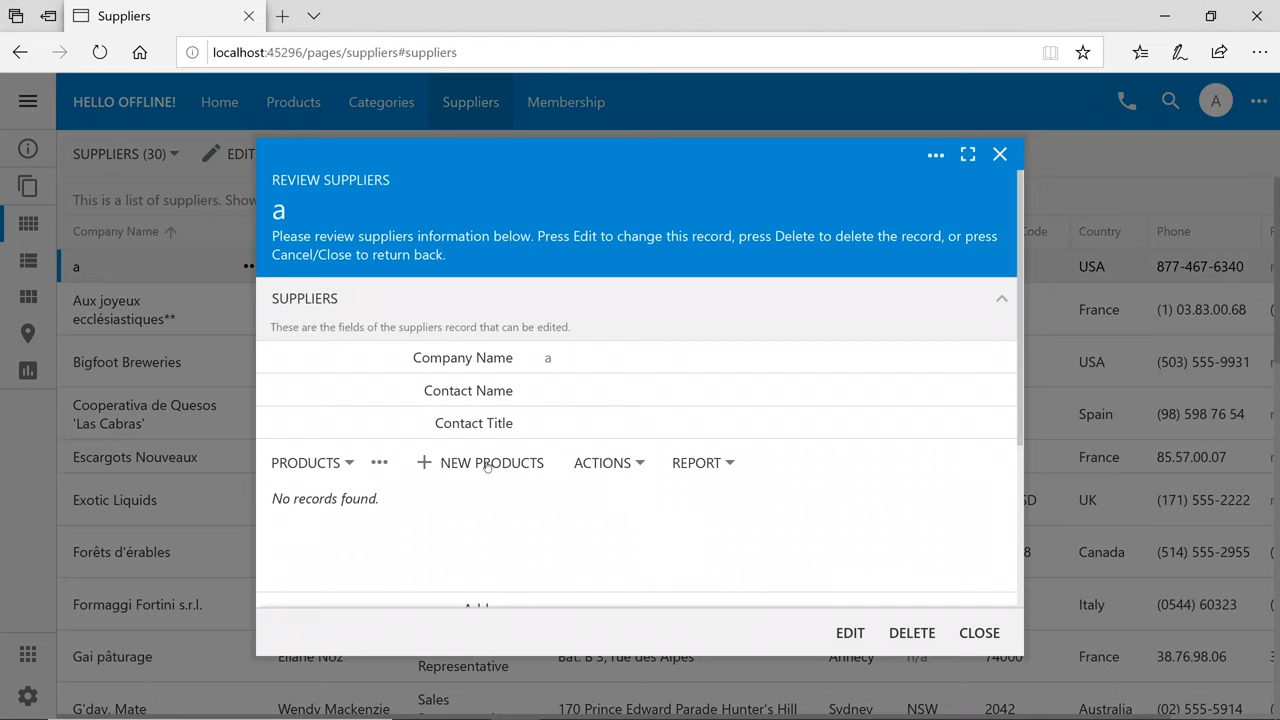 Suppliers
localhost:45296/pages/suppliers#suppliers
HELLO OFFLINE! Home Products Categories Suppliers Membership A
SUPPLIERS (30) EDIT
This is a list of suppliers. Show
Company Name Code Country Phone
a USA 877-467-6340
Aux joyeux
ecclésiastiques** France (1) 03.83.00.68
Bigfoot Breweries USA (503) 555-9931
Cooperativa de Quesos
'Las Cabras' Spain (98) 598 76 54
Escargots Nouveaux France 85.57.00.07
Exotic Liquids UK (171) 555-2222
Forêts d'érables 8 Canada (514) 555-2955
Formaggi Fortini s.r.l. Italy (0544) 60323
Gai pâturage Eliane Noz Representative Bat. B 3, rue des Alpes Annecy n/a 74000 France 38.76.98.06
G'day, Mate Wendy Mackenzie Sales 170 Prince Edward Parade Hunter's Hill Sydney NSW 2042 Australia (02) 555-5914
REVIEW SUPPLIERS
a
Please review suppliers information below. Press Edit to change this record, press Delete to delete the record, or press
Cancel/Close to return back.
SUPPLIERS
These are the fields of the suppliers record that can be edited.
Company Name a
Contact Name
Contact Title
PRODUCTS NEW PRODUCTS ACTIONS REPORT
No records found.
EDIT DELETE CLOSE